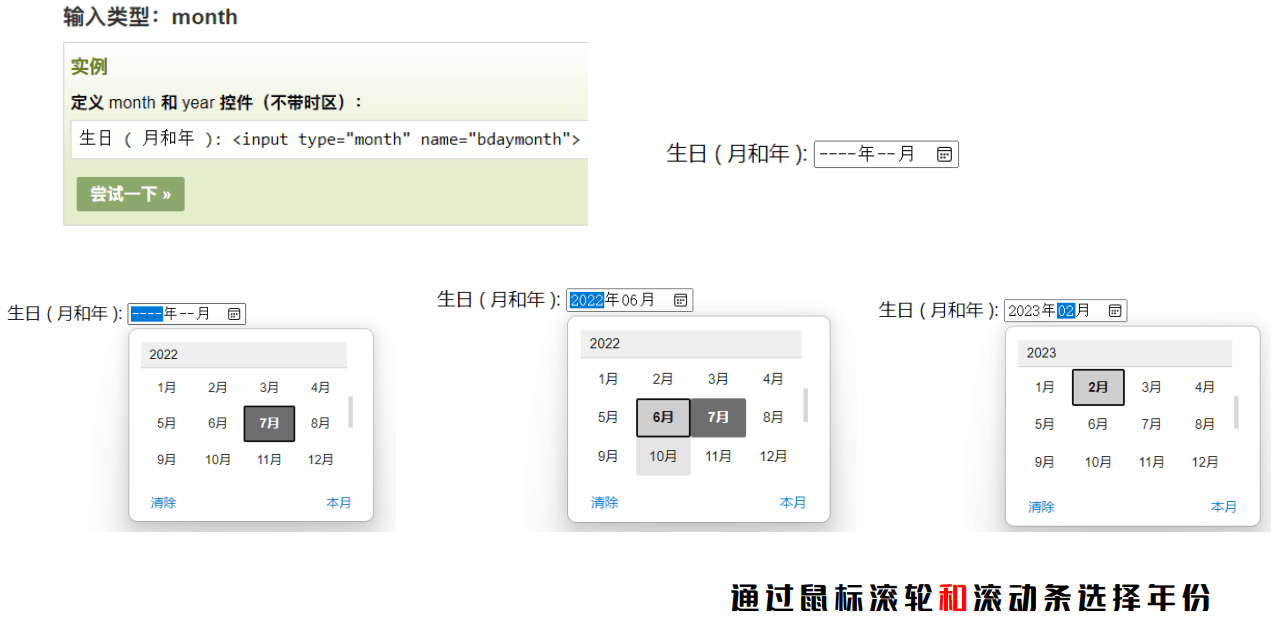 输入类型：month
实例
定义 month 和 year 控件（不带时区）：
生日 ( 月和年 ): <input type="month" name="bdaymonth">
尝试一下 »
生日 ( 月和年 ): ----年--月
生日 ( 月和年 ): ----年--月
2022
1月 2月 3月 4月
5月 6月 7月 8月
9月 10月 11月 12月
清除 本月
生日 ( 月和年 ): 2022年06月
2022
1月 2月 3月 4月
5月 6月 7月 8月
9月 10月 11月 12月
清除 本月
生日 ( 月和年 ): 2023年02月
2023
1月 2月 3月 4月
5月 6月 7月 8月
9月 10月 11月 12月
清除 本月
通过鼠标滚轮和滚动条选择年份